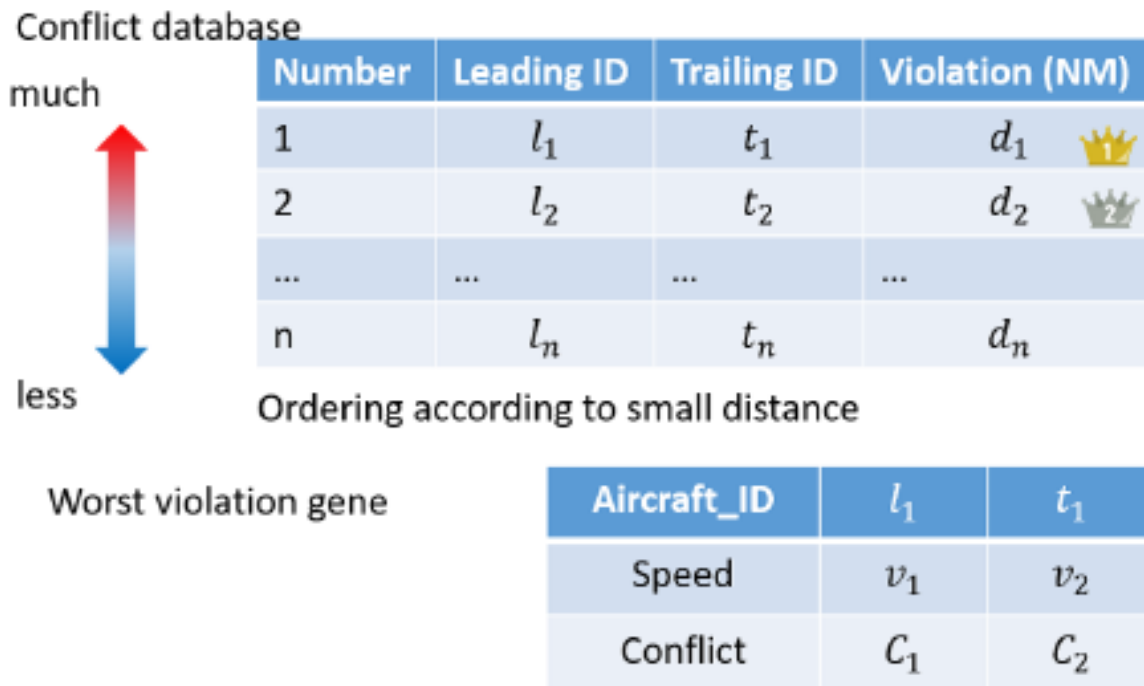 Conflict database
much
Number Leading ID Trailing ID Violation (NM)
1 l₁ t₁ d₁ 1
2 l₂ t₂ d₂ 2
... ... ... ...
n lₙ tₙ dₙ
less
Ordering according to small distance
Worst violation gene
Aircraft_ID l₁ t₁
Speed v₁ v₂
Conflict C₁ C₂